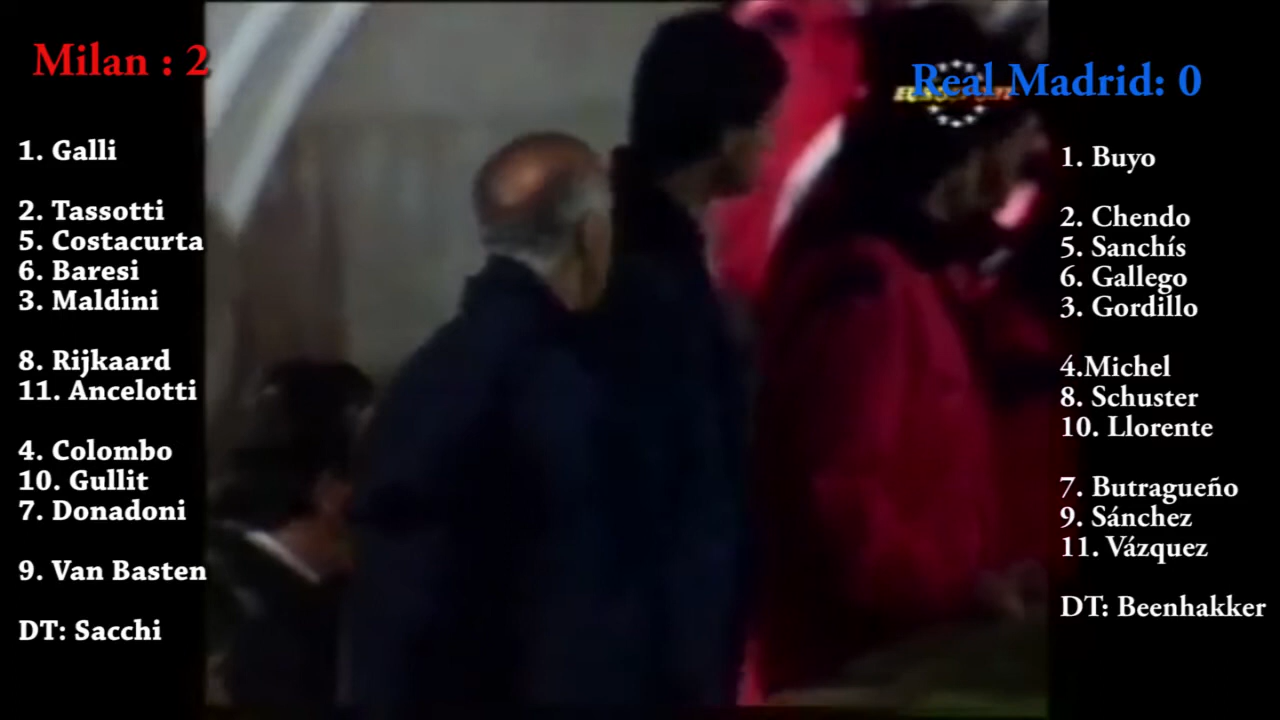 Milan : 2
1. Galli
2. Tassotti
5. Costacurta
6. Baresi
3. Maldini
8. Rijkaard
11. Ancelotti
4. Colombo
10. Gullit
7. Donadoni
9. Van Basten
DT: Sacchi
Real Madrid: 0
EUROSPORT
1. Buyo
2. Chendo
5. Sanchís
6. Gallego
3. Gordillo
4.Michel
8. Schuster
10. Llorente
7. Butragueño
9. Sánchez
11. Vázquez
DT: Beenhakker